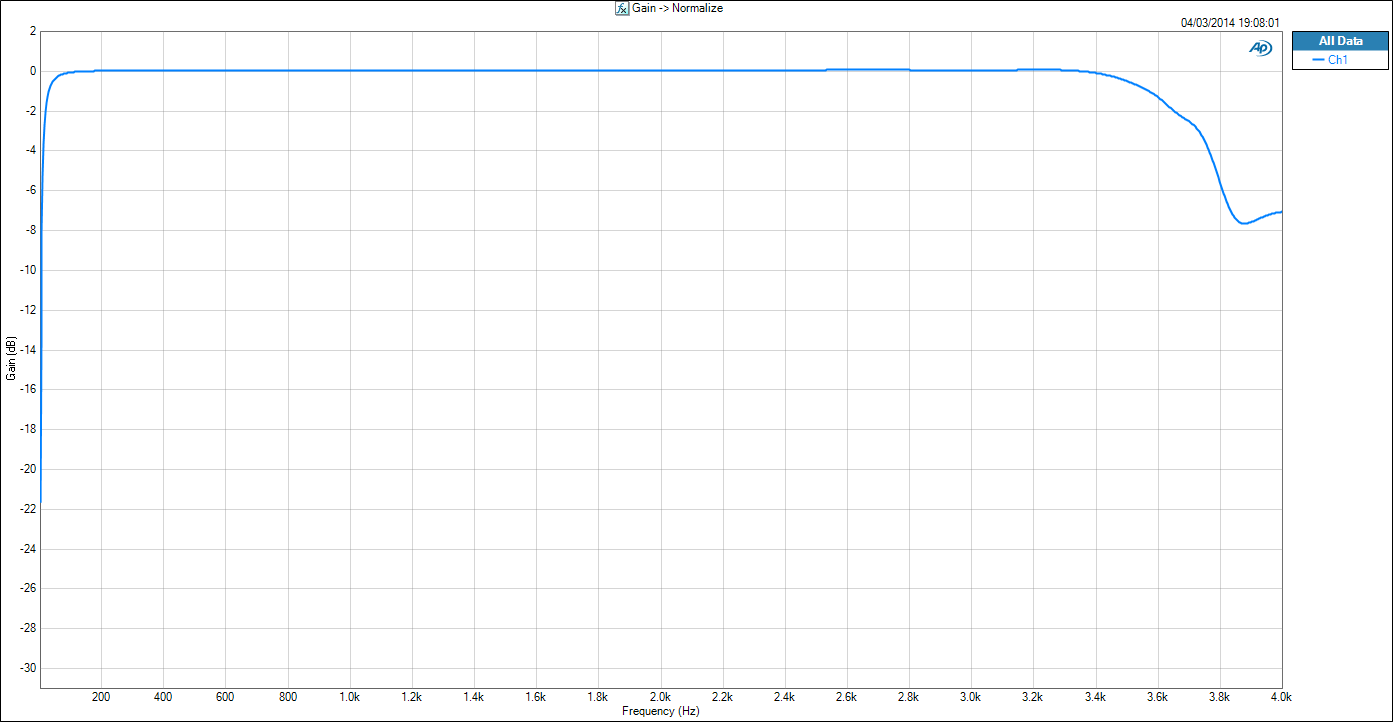 Gain -> Normalize
04/03/2014 19:08:01
AP
All Data
Ch1
2
0
-2
-4
-6
-8
-10
-12
-14
-16
-18
-20
-22
-24
-26
-28
-30
Gain (dB)
200 400 600 800 1.0k 1.2k 1.4k 1.6k 1.8k 2.0k 2.2k 2.4k 2.6k 2.8k 3.0k 3.2k 3.4k 3.6k 3.8k 4.0k
Frequency (Hz)